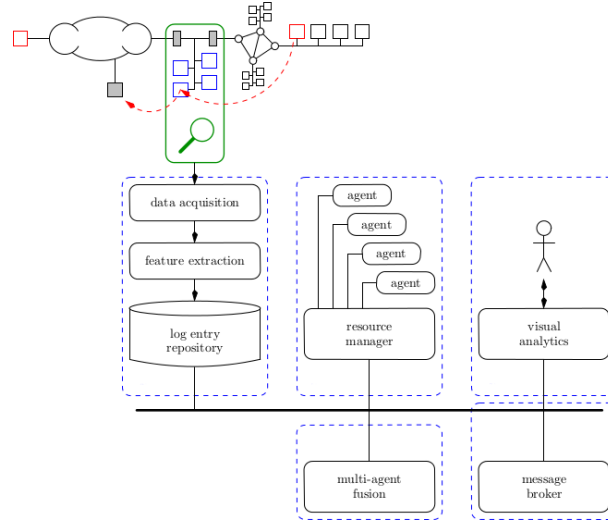 data acquisition
feature extraction
log entry
repository
agent
agent
agent
agent
resource
manager
visual
analytics
multi-agent
fusion
message
broker